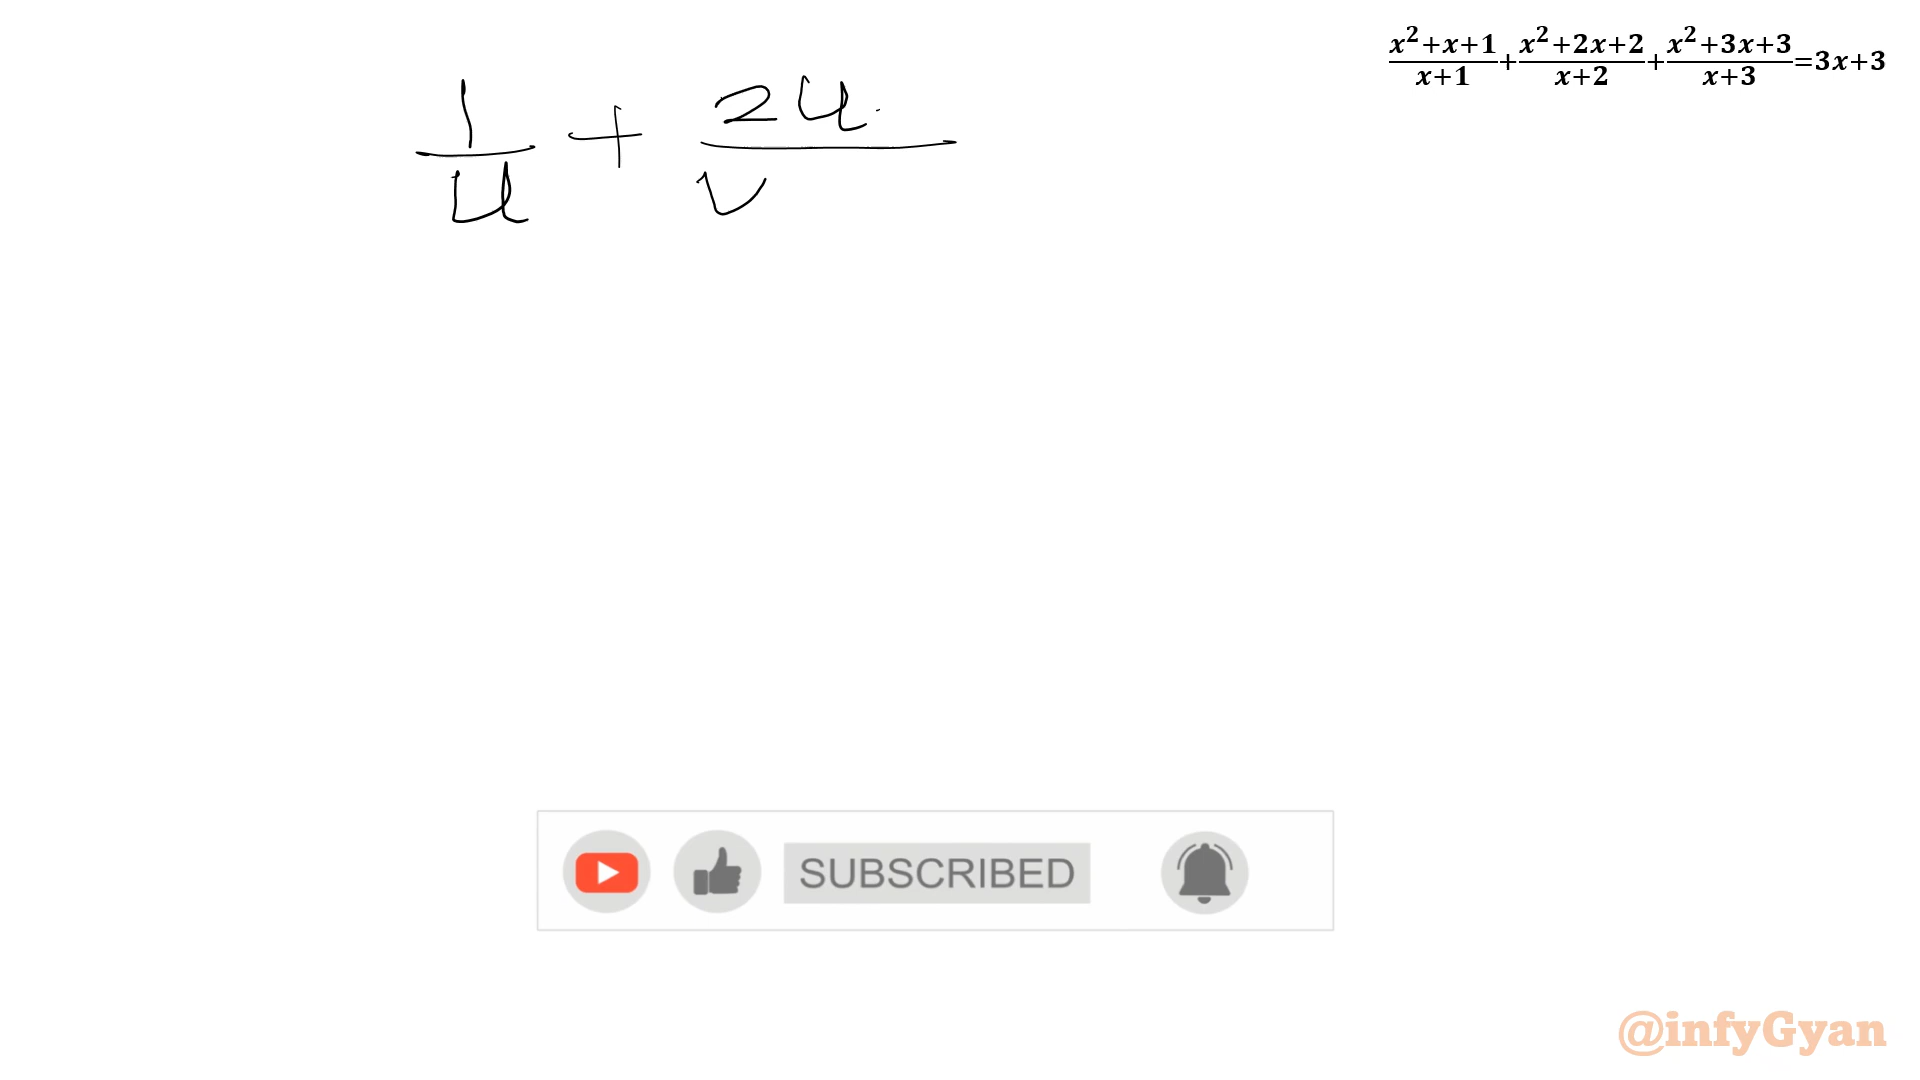 (x²+x+1)/(x+1)+(x²+2x+2)/(x+2)+(x²+3x+3)/(x+3)=3x+3
1/u + 2u/v
SUBSCRIBED
@infyGyan